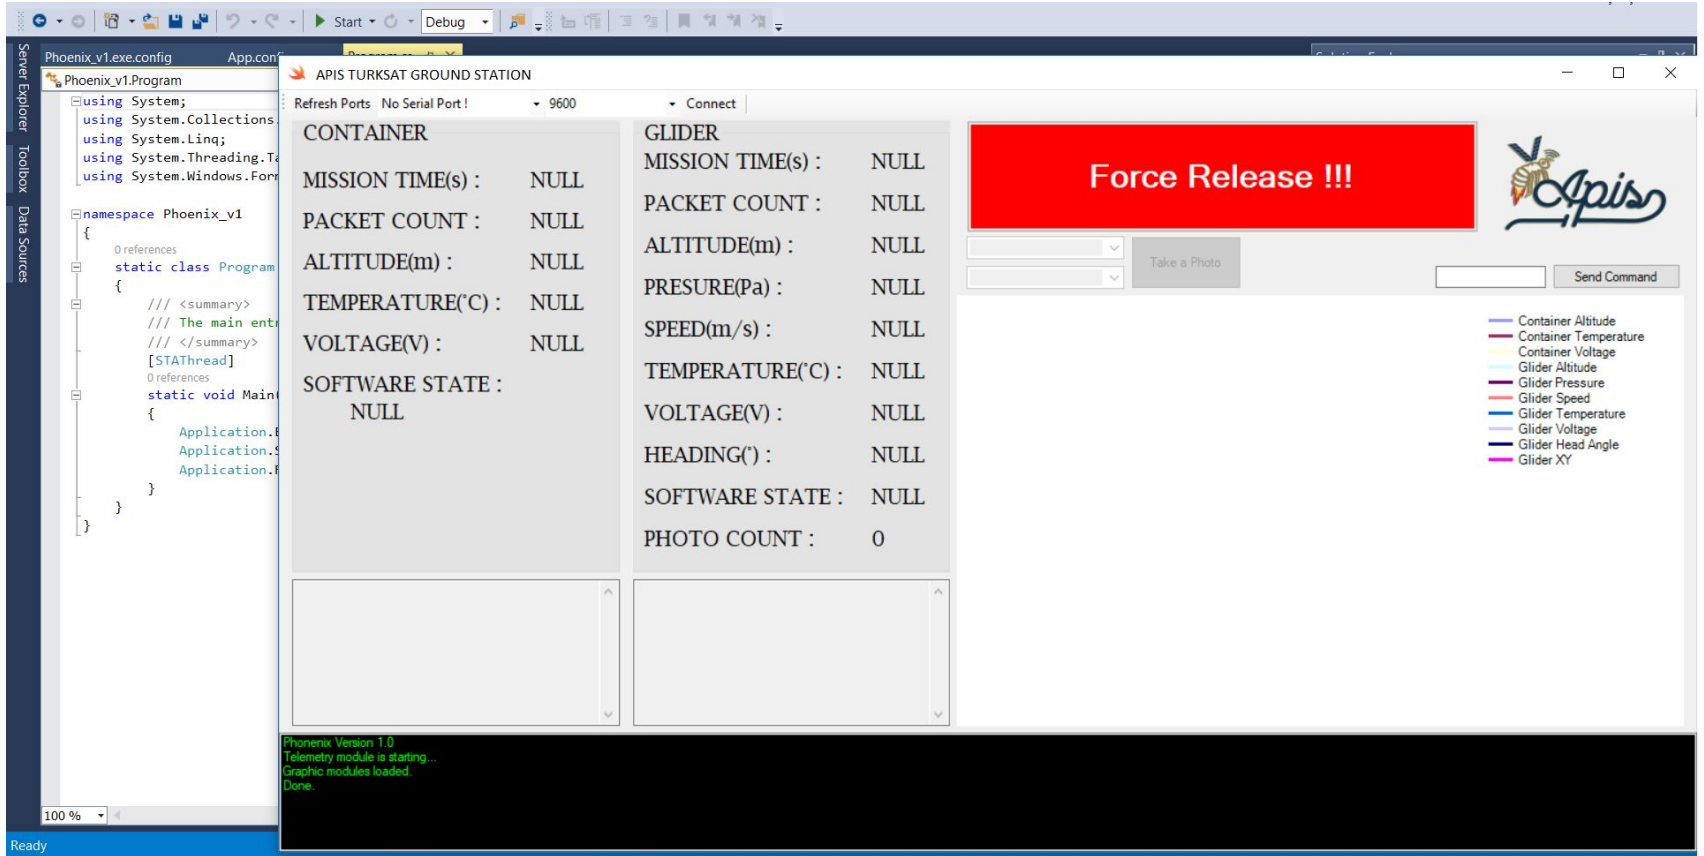 Start
Debug
Server Explorer
Toolbox
Data Sources
Phoenix_v1.exe.config
Phoenix_v1.Program
using System;
using System.Collections.
using System.Linq;
using System.Threading.
using System.Windows.
namespace Phoenix_v1
{
0 references
static class Program
{
/// <summary>
/// The main
/// </summary>
[STAThread]
0 references
static void Main(
{
Application.
Application.
Application.
}
}
}
100 %
Ready
APIS TURKSAT GROUND STATION
Refresh Ports No Serial Port ! 9600 Connect
CONTAINER
MISSION TIME(s) : NULL
PACKET COUNT : NULL
ALTITUDE(m) : NULL
TEMPERATURE(°C) : NULL
VOLTAGE(V) : NULL
SOFTWARE STATE :
NULL
GLIDER
MISSION TIME(s) : NULL
PACKET COUNT : NULL
ALTITUDE(m) : NULL
PRESURE(Pa) : NULL
SPEED(m/s) : NULL
TEMPERATURE(°C) : NULL
VOLTAGE(V) : NULL
HEADING(°) : NULL
SOFTWARE STATE : NULL
PHOTO COUNT : 0
Force Release !!!
Apis
Take a Photo
Send Command
Container Altitude
Container Temperature
Container Voltage
Glider Altitude
Glider Pressure
Glider Speed
Glider Temperature
Glider Voltage
Glider Head Angle
Glider XY
Phonenix Version 1.0
Telemetry module is starting...
Graphic modules loaded.
Done.